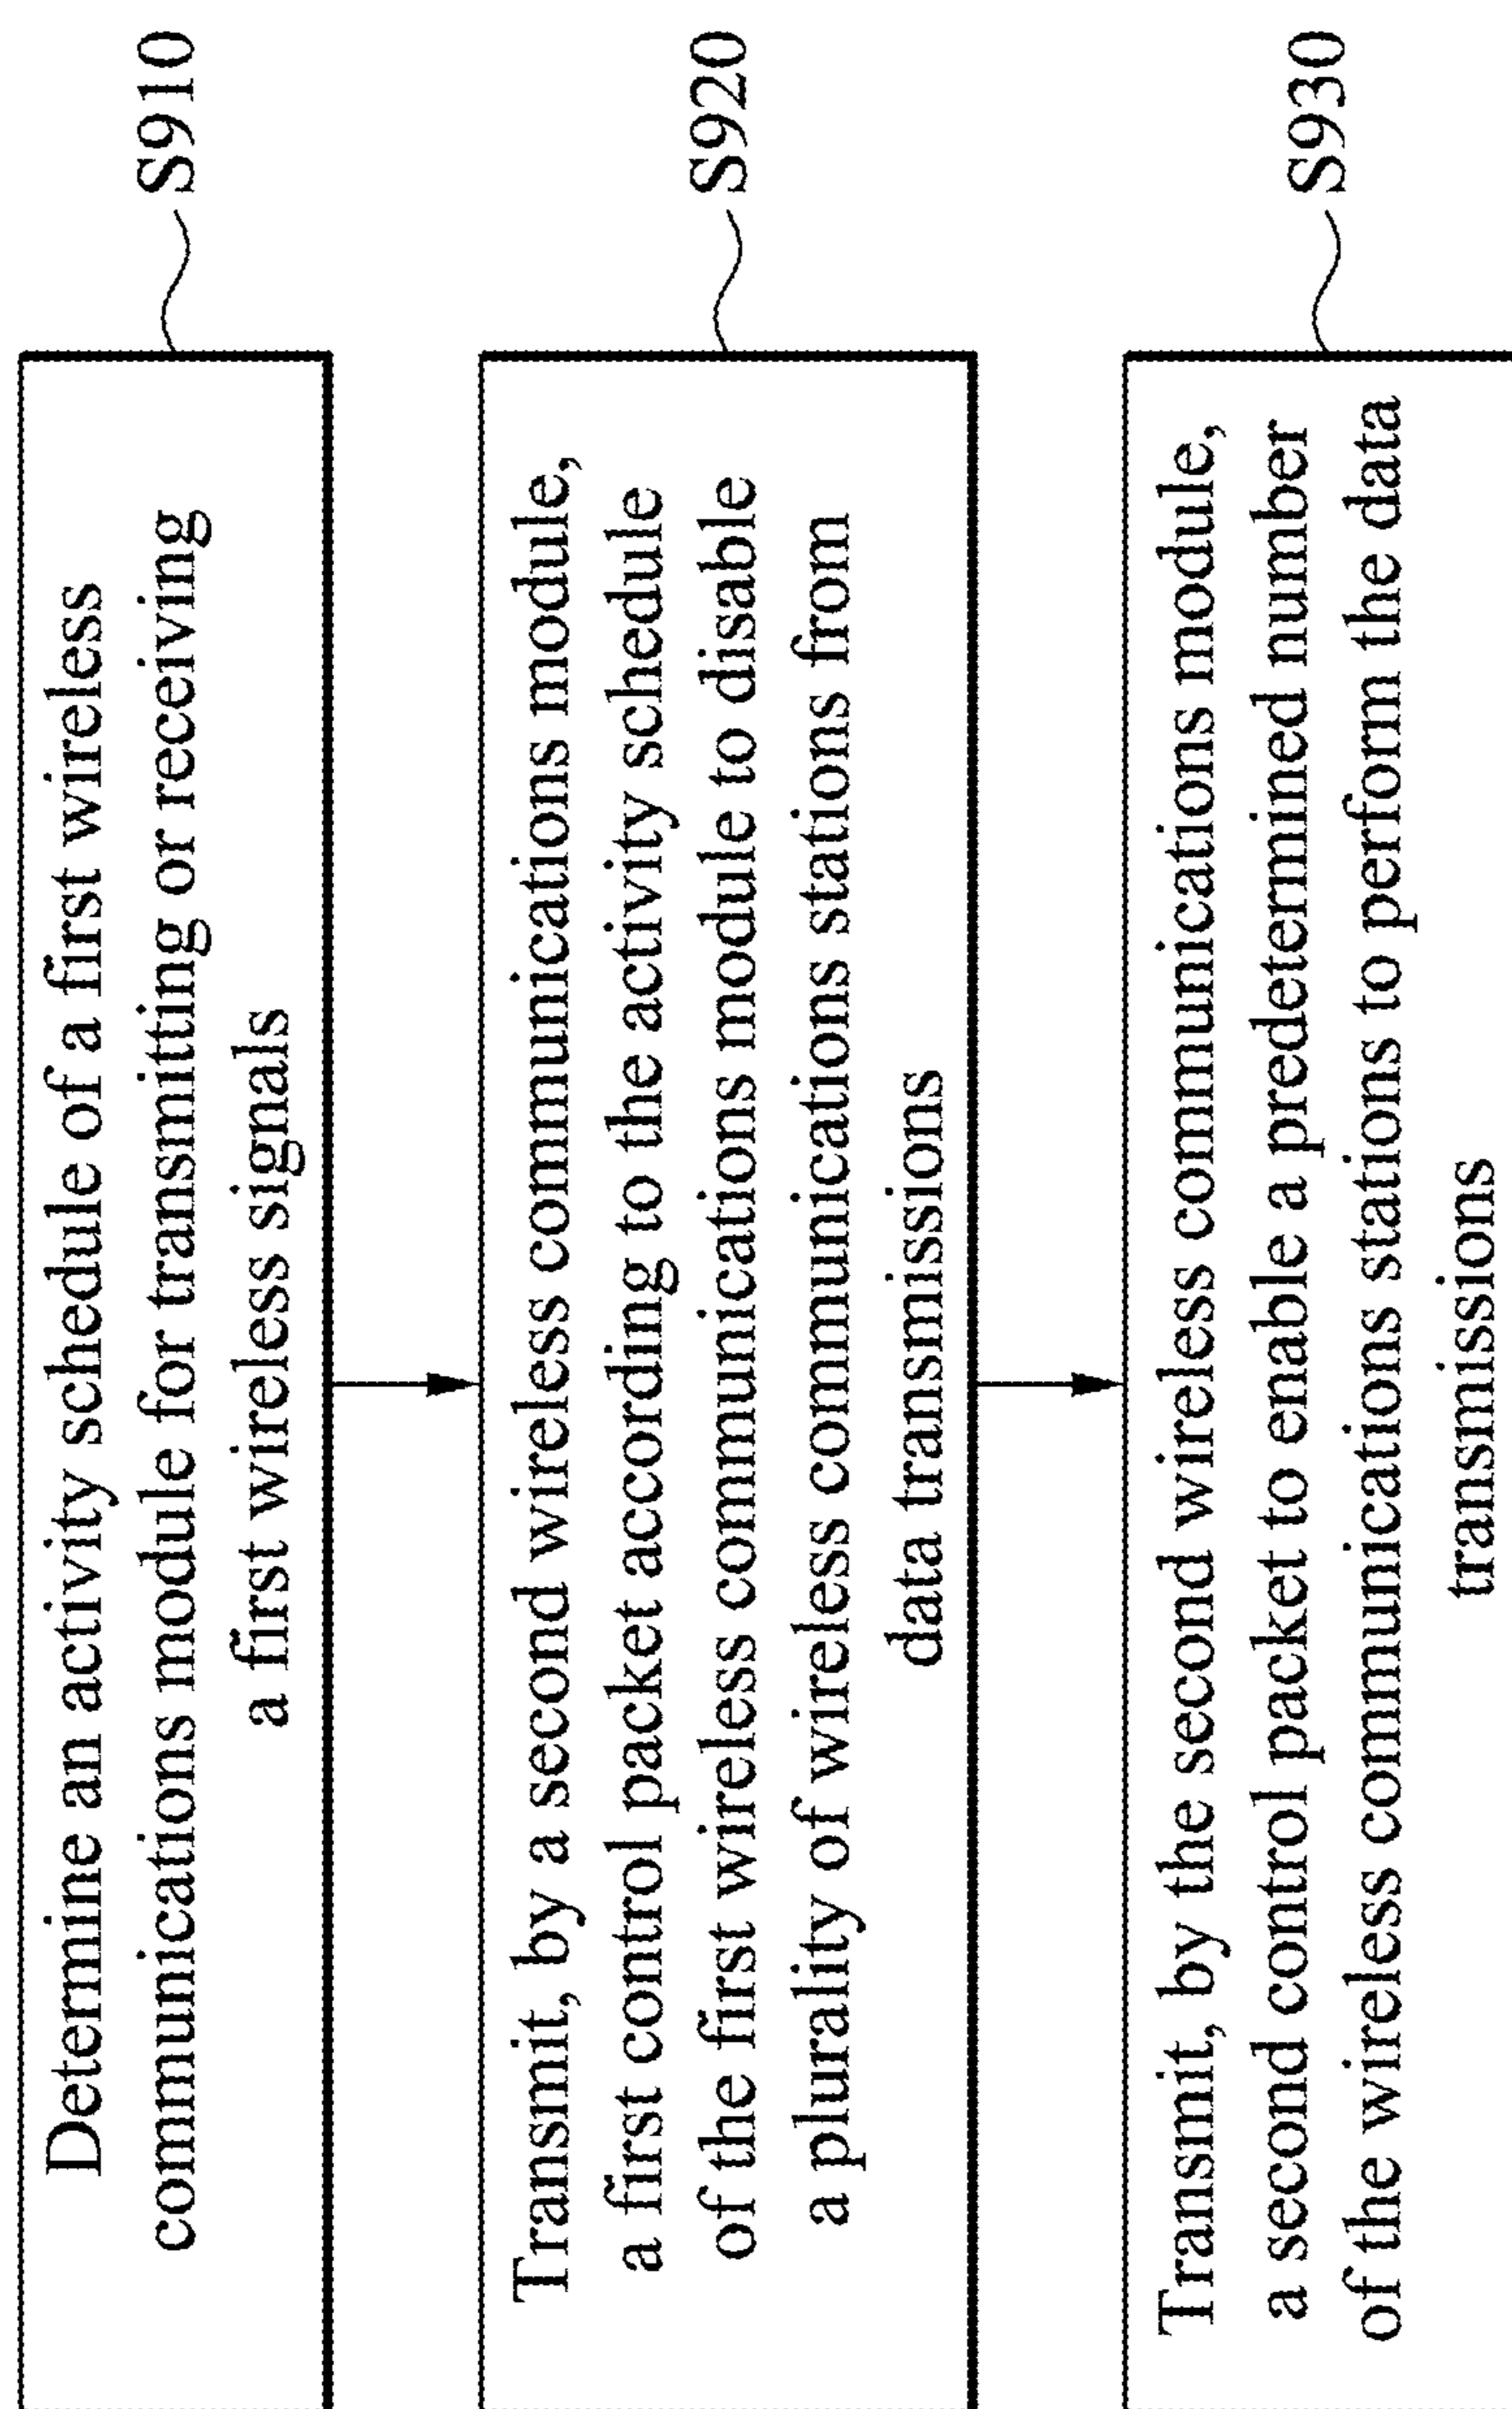 Determine an activity schedule of a first wireless
communications module for transmitting or receiving
a first wireless signals
S910
Transmit, by a second wireless communications module,
a first control packet according to the activity schedule
of the first wireless communications module to disable
a plurality of wireless communications stations from
data transmissions
S920
Transmit, by the second wireless communications module,
a second control packet to enable a predetermined number
of the wireless communications stations to perform the data
transmissions
S930